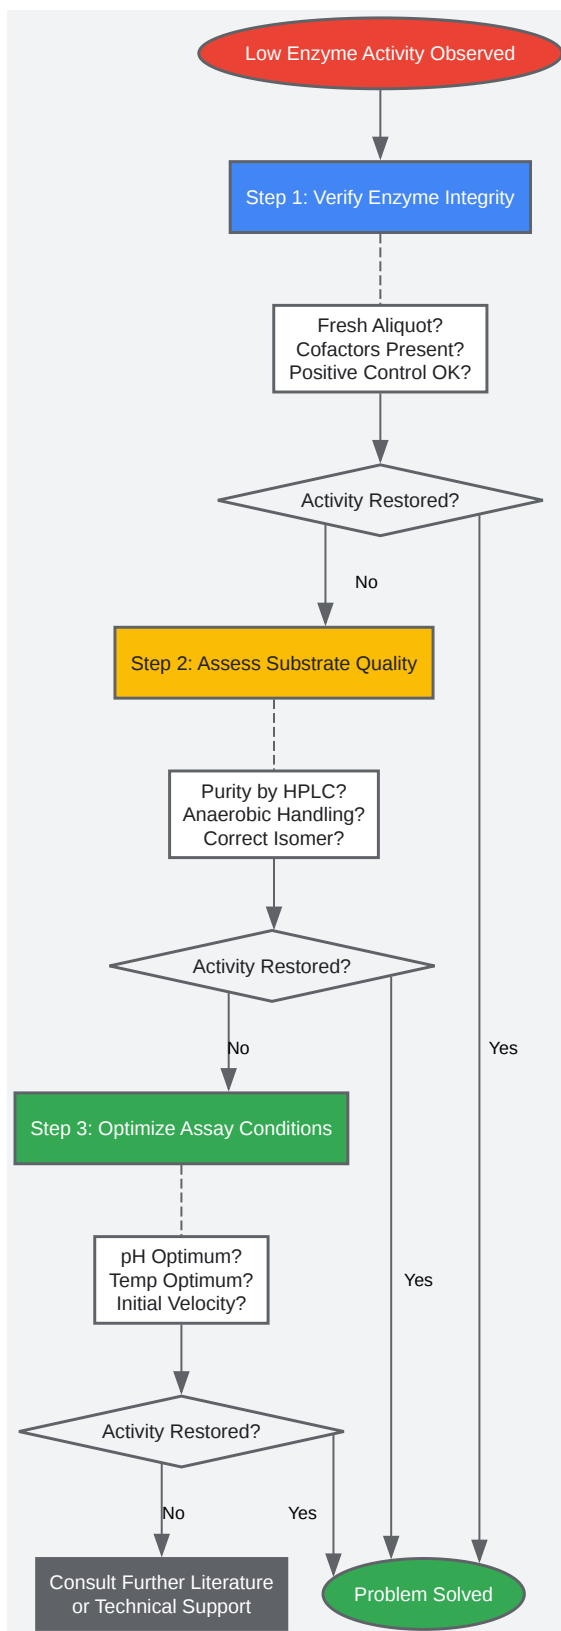 Low Enzyme Activity Observed
Step 1: Verify Enzyme Integrity
Fresh Aliquot?
Cofactors Present?
Positive Control OK?
Activity Restored?
No
Step 2: Assess Substrate Quality
Purity by HPLC?
Anaerobic Handling?
Correct Isomer?
Activity Restored?
No
Yes
Step 3: Optimize Assay Conditions
pH Optimum?
Temp Optimum?
Initial Velocity?
Yes
Activity Restored?
No
Yes
Consult Further Literature
or Technical Support
Problem Solved